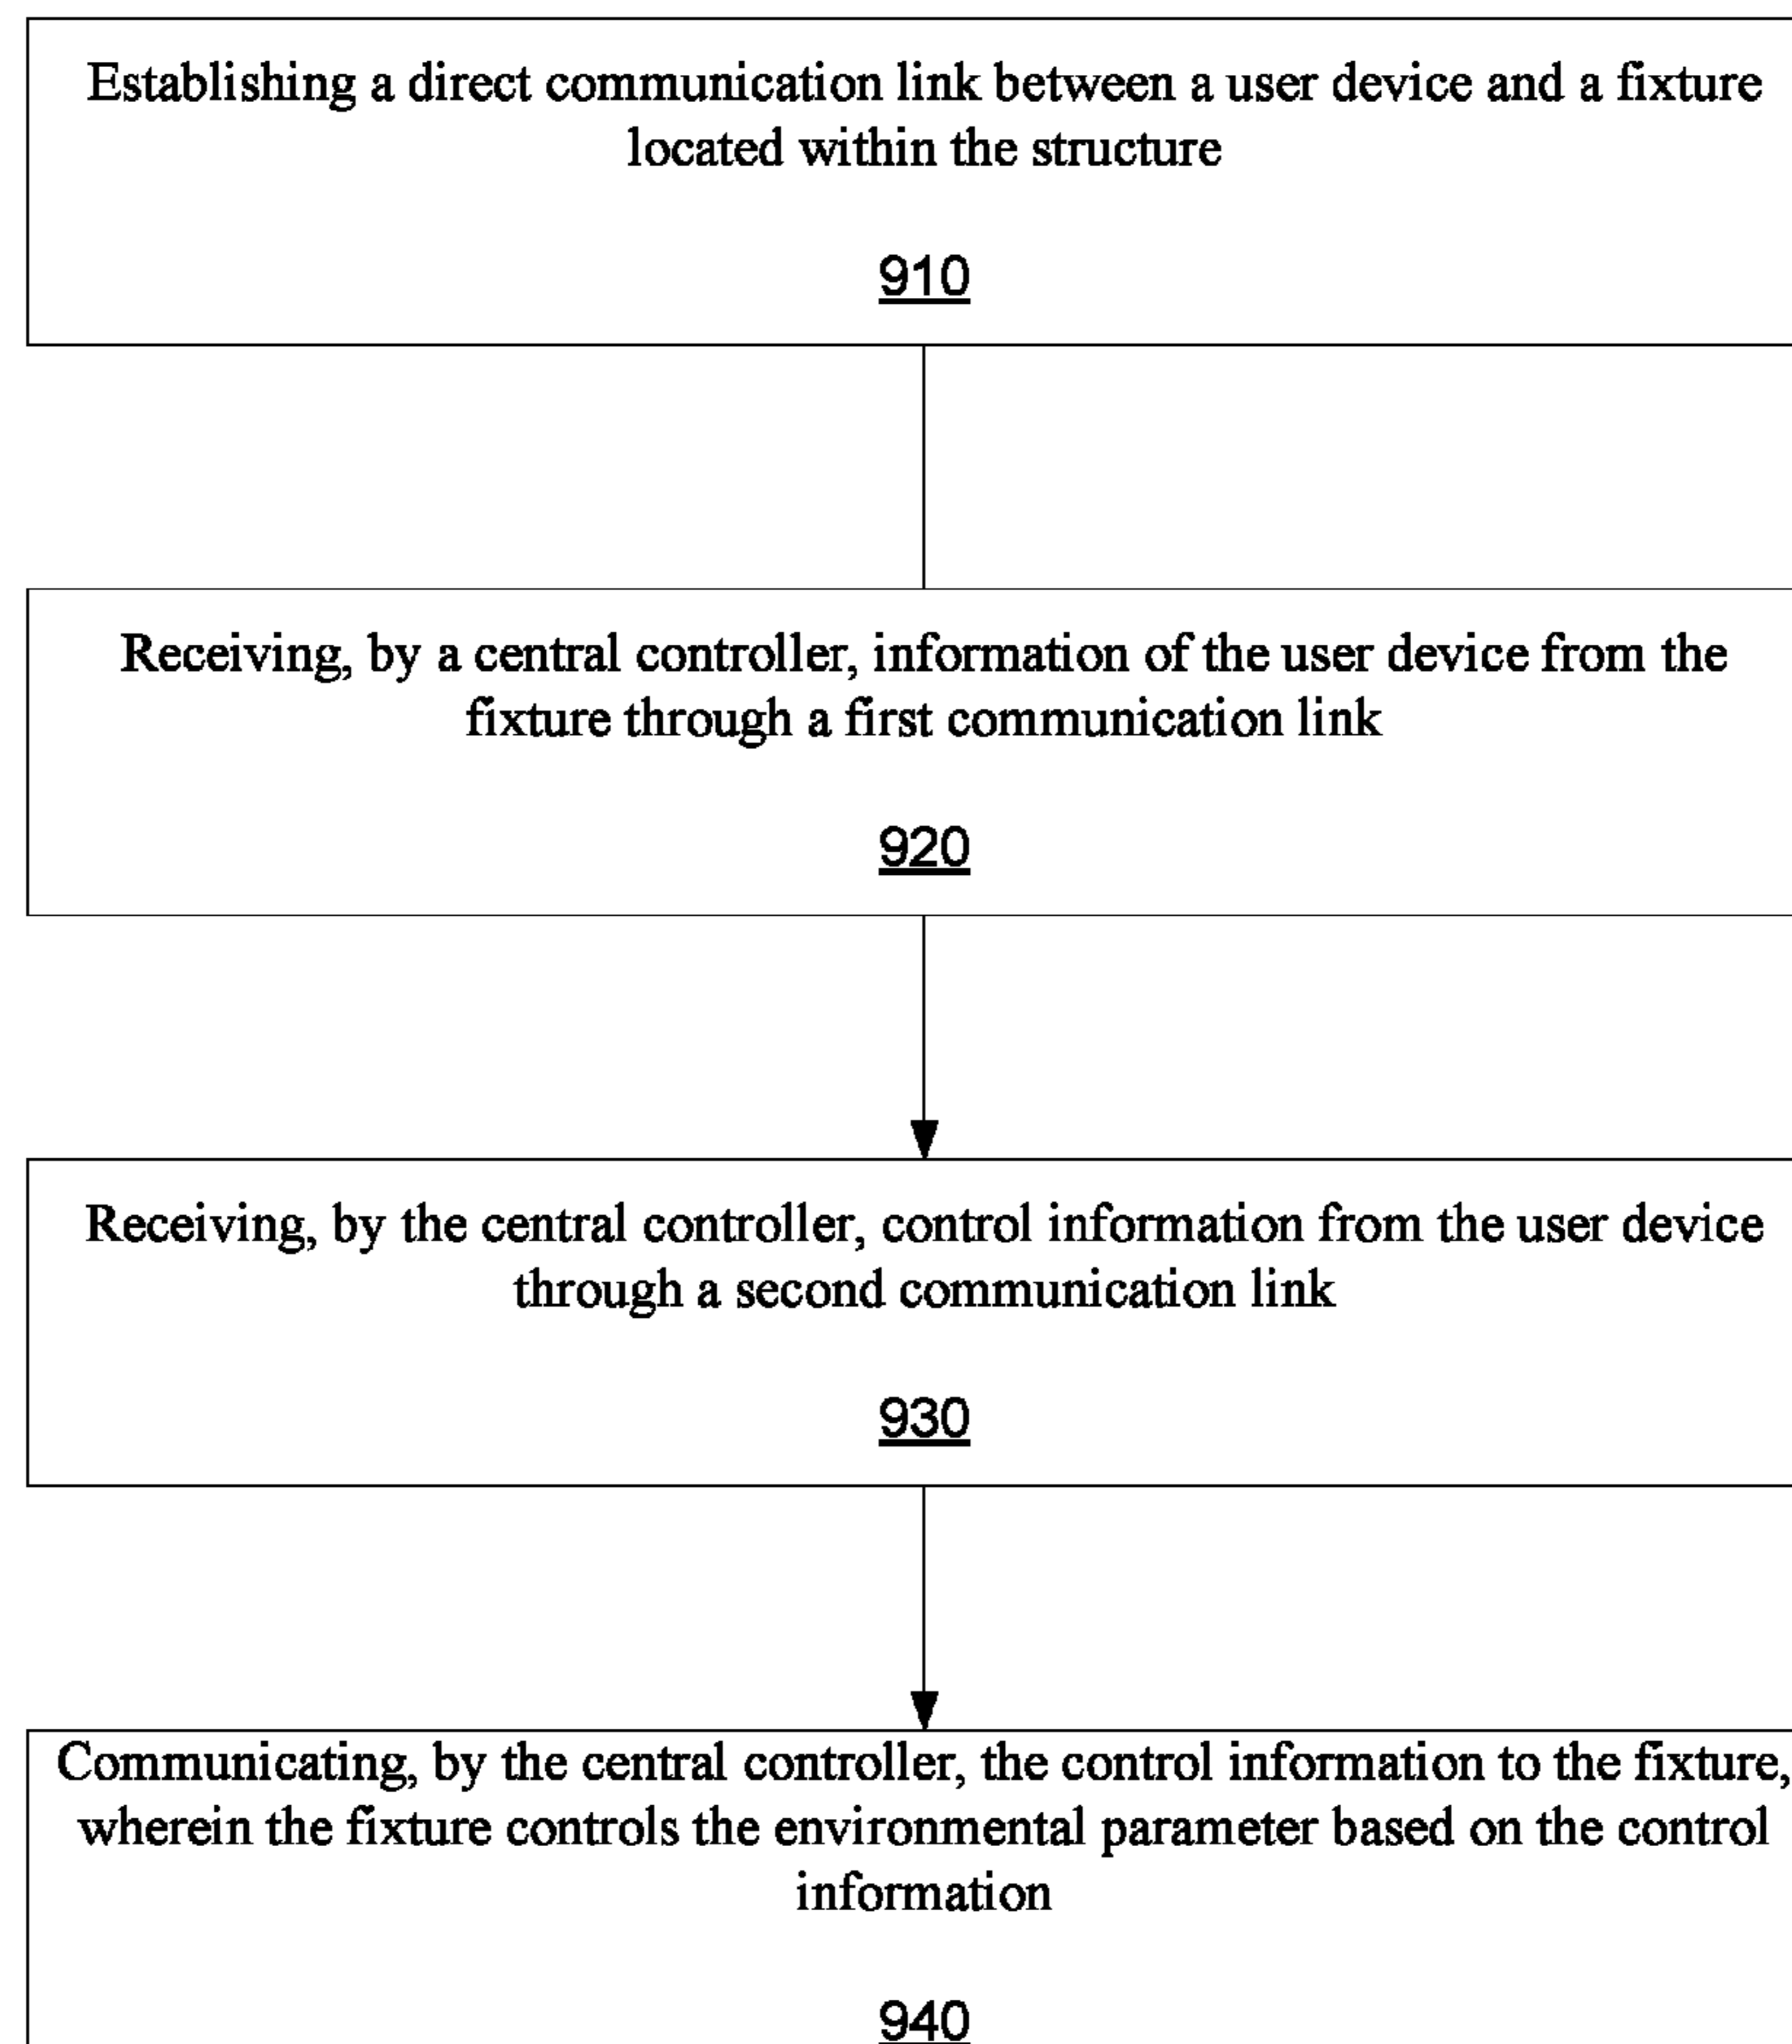 Establishing a direct communication link between a user device and a fixture
located within the structure
910
Receiving, by a central controller, information of the user device from the
fixture through a first communication link
920
Receiving, by the central controller, control information from the user device
through a second communication link
930
Communicating, by the central controller, the control information to the fixture,
wherein the fixture controls the environmental parameter based on the control
information
940